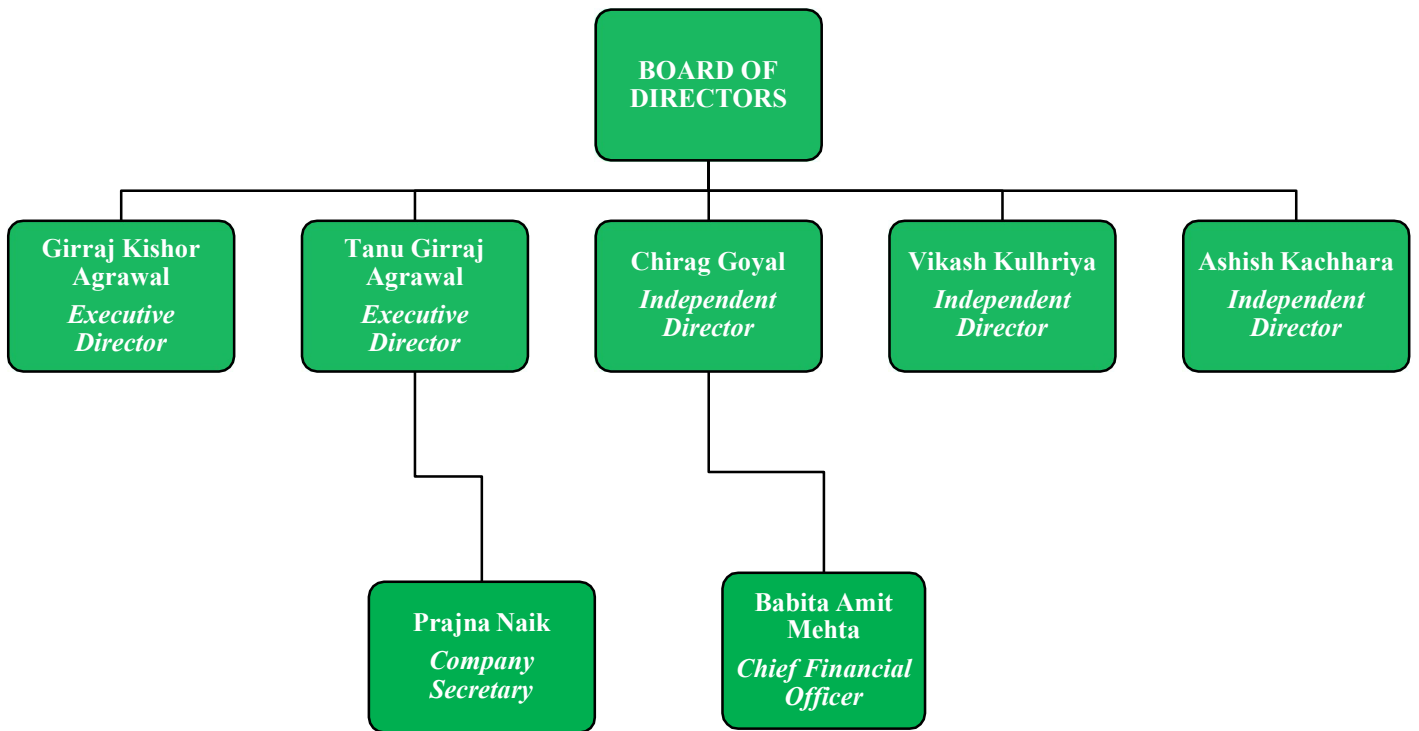 BOARD OF
DIRECTORS
Girraj Kishor
Agrawal
Executive
Director
Tanu Girraj
Agrawal
Executive
Director
Chirag Goyal
Independent
Director
Vikash Kulhriya
Independent
Director
Ashish Kachhara
Independent
Director
Prajna Naik
Company
Secretary
Babita Amit
Mehta
Chief Financial
Officer